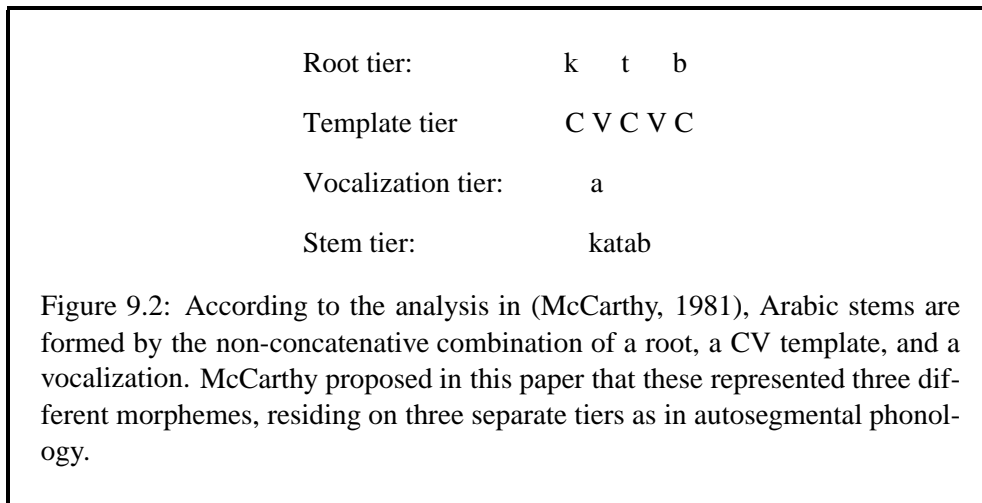 Root tier: k t b
Template tier C V C V C
Vocalization tier: a
Stem tier: katab
Figure 9.2: According to the analysis in (McCarthy, 1981), Arabic stems are
formed by the non-concatenative combination of a root, a CV template, and a
vocalization. McCarthy proposed in this paper that these represented three dif-
ferent morphemes, residing on three separate tiers as in autosegmental phonol-
ogy.